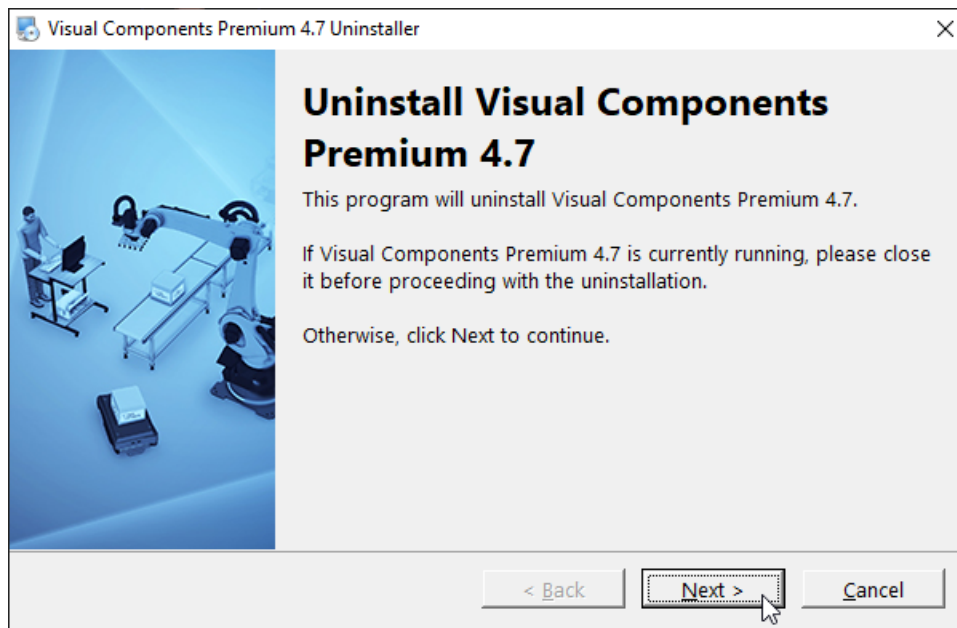 Visual Components Premium 4.7 Uninstaller
Uninstall Visual Components
Premium 4.7
This program will uninstall Visual Components Premium 4.7.
If Visual Components Premium 4.7 is currently running, please close
it before proceeding with the uninstallation.
Otherwise, click Next to continue.
< Back
Next >
Cancel